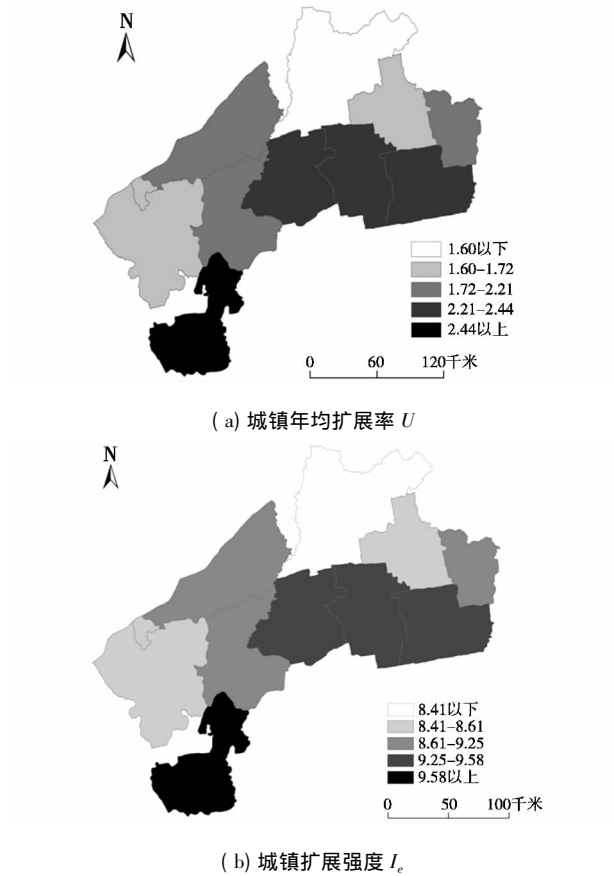 N
1.60以下
1.60-1.72
1.72-2.21
2.21-2.44
2.44以上
0 60 120千米
( a) 城镇年均扩展率 U
N
8.41以下
8.41-8.61
8.61-9.25
9.25-9.58
9.58以上
0 50 100千米
( b) 城镇扩展强度 Ie